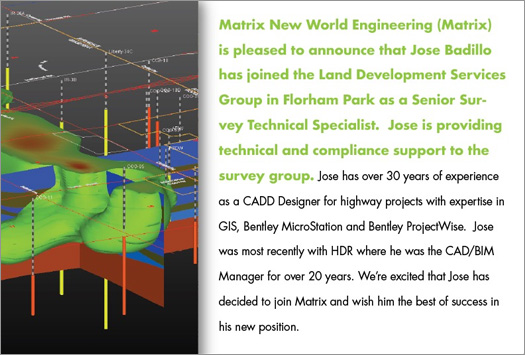 Matrix New World Engineering (Matrix)
is pleased to announce that Jose Badillo
has joined the Land Development Services
Group in Florham Park as a Senior Sur-
vey Technical Specialist.  Jose is providing
technical and compliance support to the
survey group. Jose has over 30 years of experience
as a CADD Designer for highway projects with expertise in
GIS, Bentley MicroStation and Bentley ProjectWise.  Jose
was most recently with HDR where he was the CAD/BIM
Manager for over 20 years. We’re excited that Jose has
decided to join Matrix and wish him the best of success in
his new position.